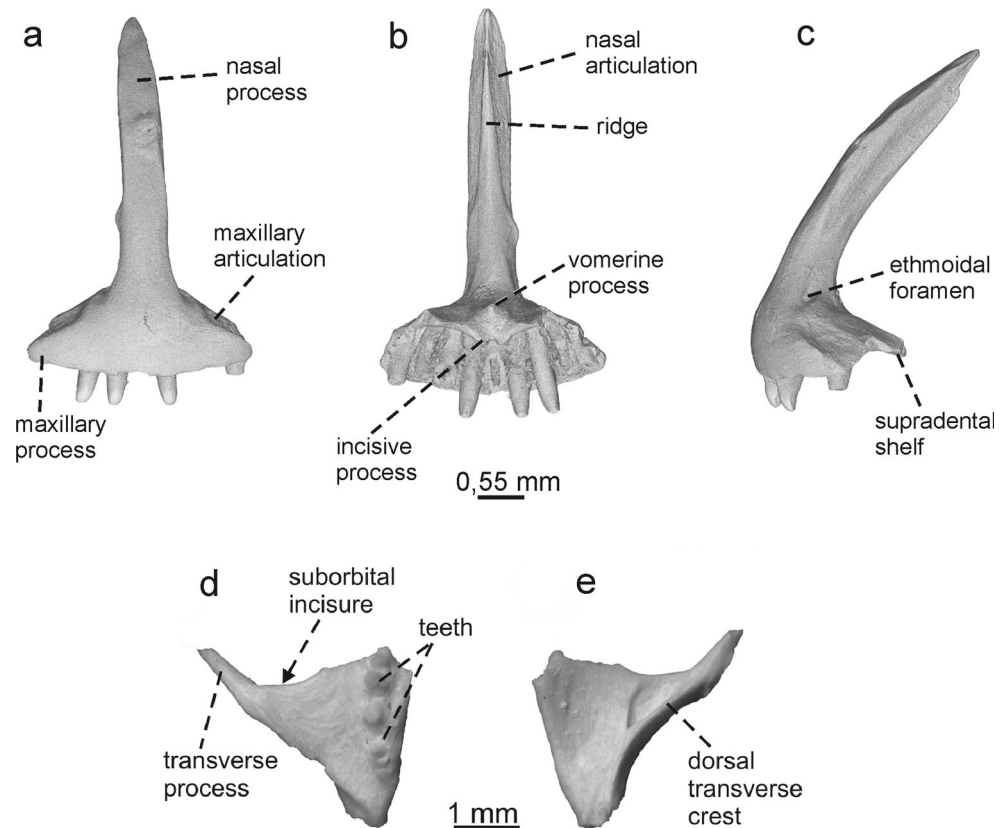 a
nasal
process
maxillary
articulation
maxillary
process
b
nasal
articulation
ridge
vomerine
process
incisive
process
0,55 mm
c
ethmoidal
foramen
supradental
shelf
d
suborbital
incisure
teeth
transverse
process
1 mm
e
dorsal
transverse
crest